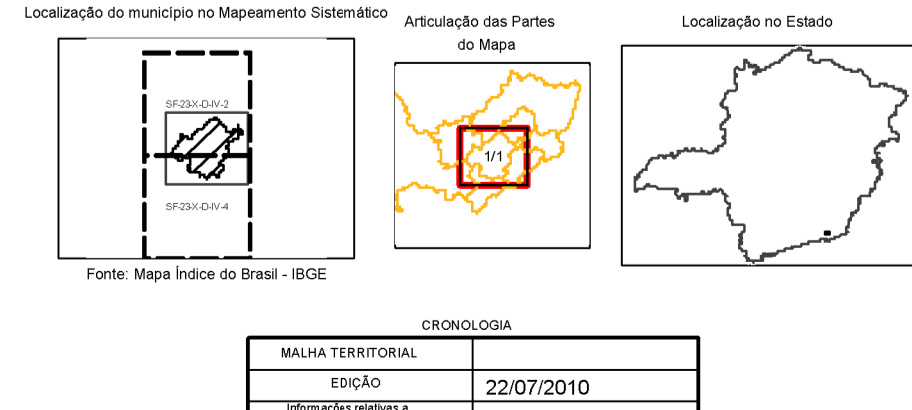 Localização do município no Mapeamento Sistemático
SF-23-X-D-IV-2
SF-23-X-D-IV-4
Fonte: Mapa Índice do Brasil - IBGE
Articulação das Partes
do Mapa
1/1
Localização no Estado
CRONOLOGIA
MALHA TERRITORIAL
EDIÇÃO 22/07/2010
Informações relativas a